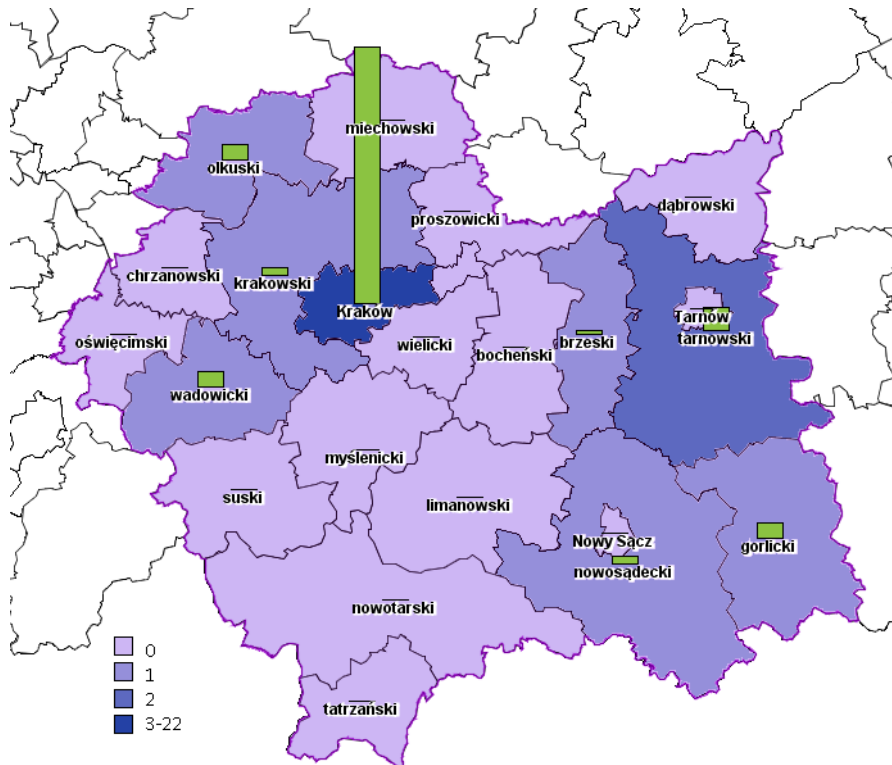 miechowski
olkuski
dąbrowski
proszowicki
chrzanowski
krakowski
Kraków
Tarnów
tarnowski
oświęcimski
wielicki
bocheński
brzeski
wadowicki
myślenicki
suski
limanowski
Nowy Sącz
gorlicki
nowosądecki
nowotarski
tatrzański
0
1
2
3-22